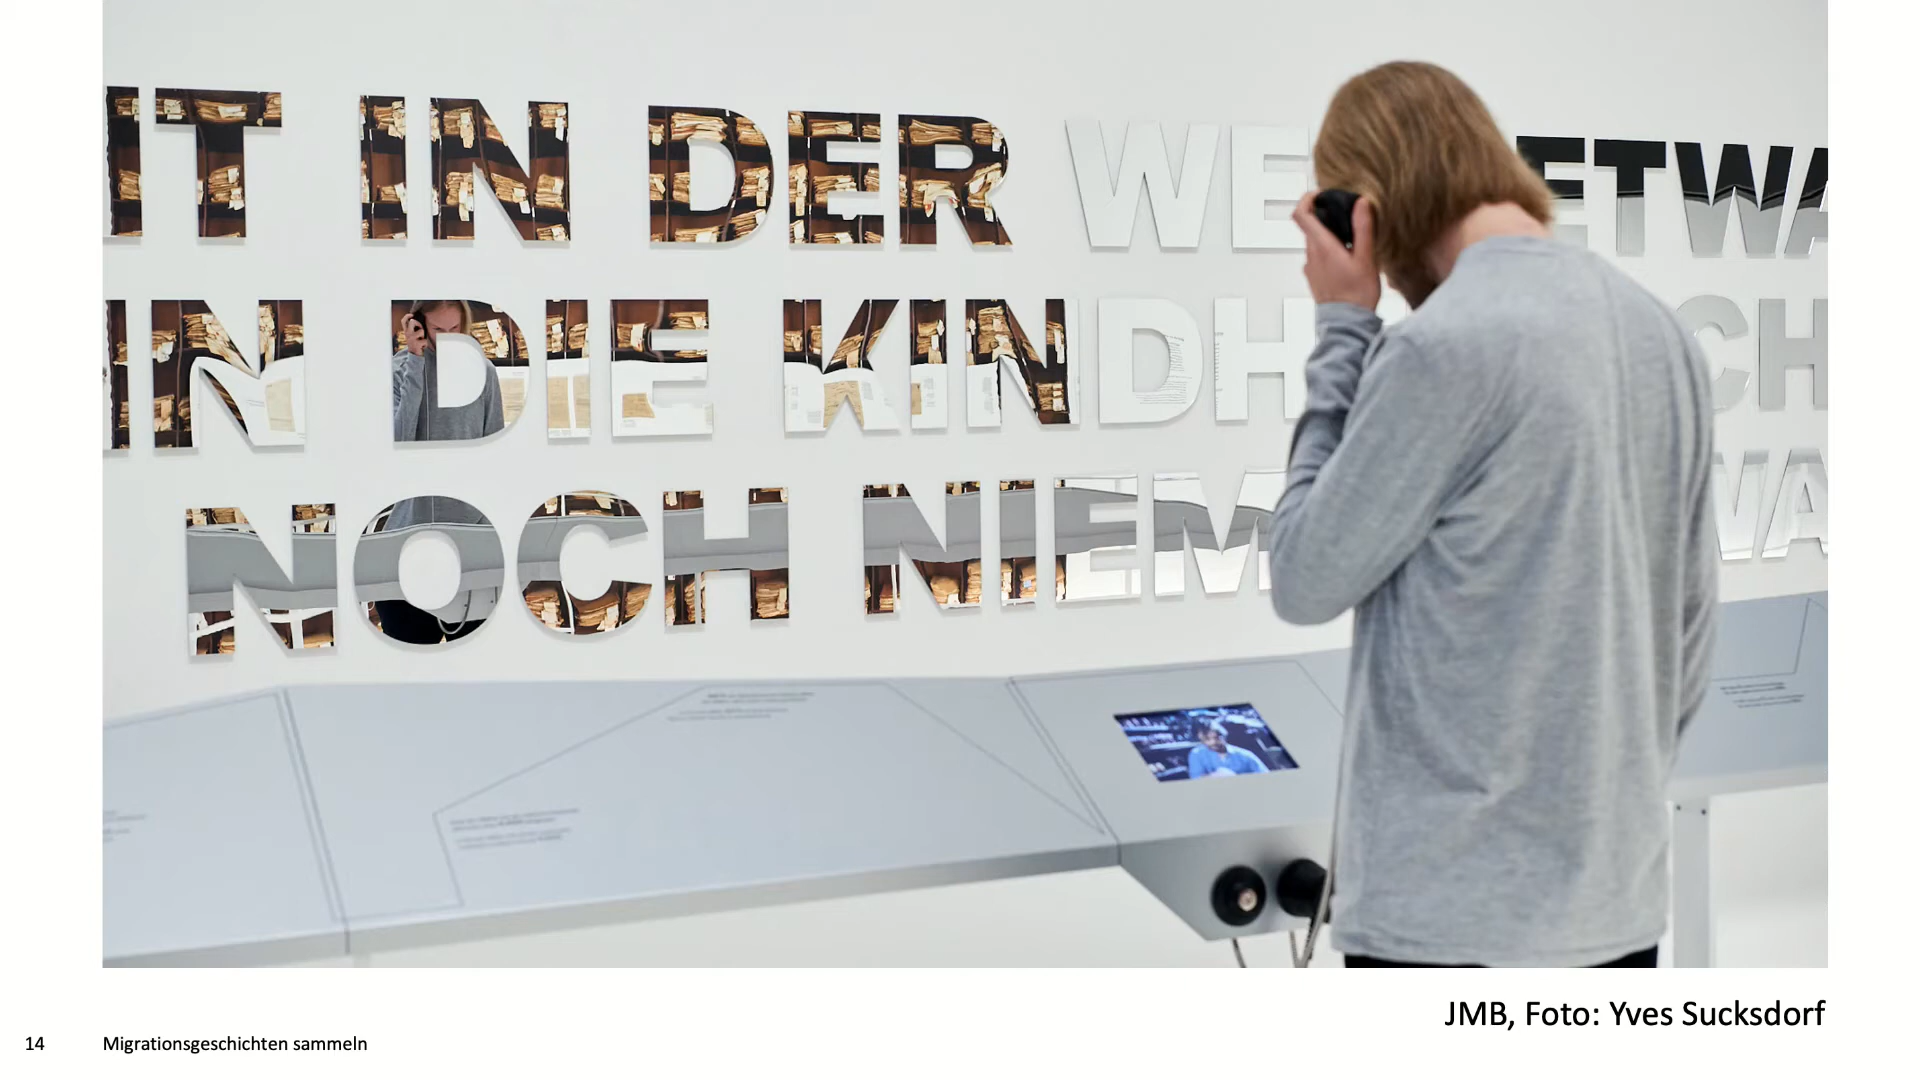 IT IN DER WE ETWA
IN DIE KINDH CH
NOCH NIEM WA
JMB, Foto: Yves Sucksdorf
14 Migrationsgeschichten sammeln